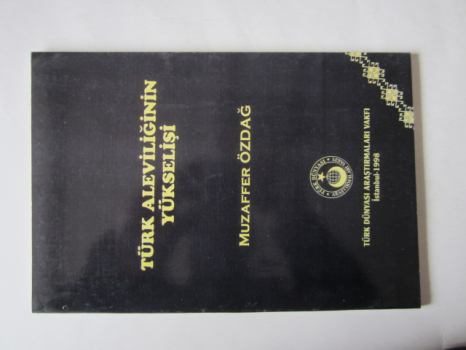 TÜRK ALEVİLİĞİNİN
YÜKSELİŞİ
MUZAFFER ÖZDAĞ
TÜRK DÜNYASI ARAŞTIRMALARI VAKFI
İstanbul-1998